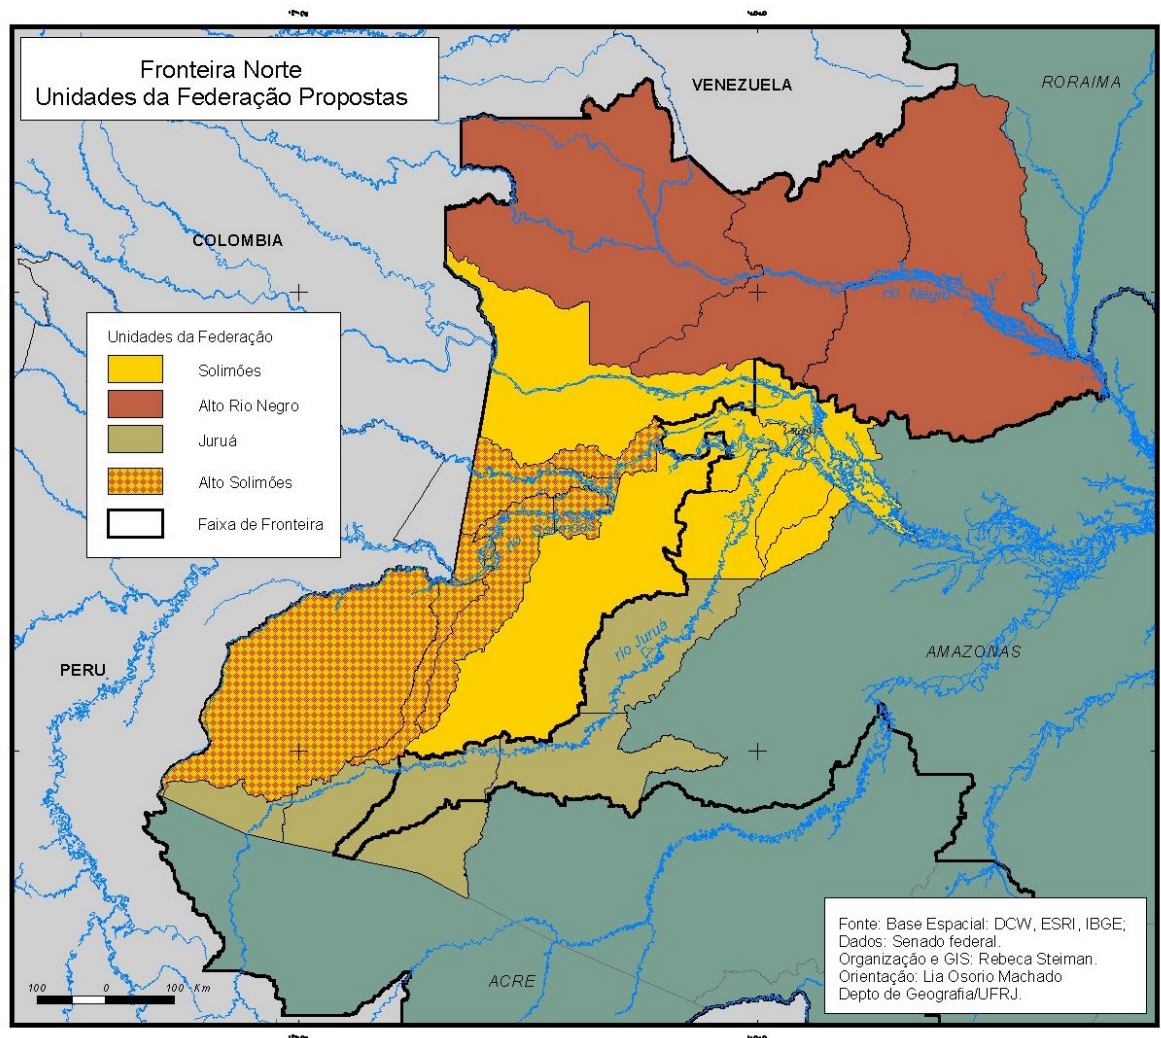 Fronteira Norte
Unidades da Federação Propostas
VENEZUELA
RORAIMA
COLOMBIA
rio Negro
Unidades da Federação
Solimões
Alto Rio Negro
Juruá
Alto Solimões
Faixa de Fronteira
rio Solimões
rio Juruá
PERU
AMAZONAS
ACRE
100 0 100 Km
Fonte: Base Espacial: DCW, ESRI, IBGE;
Dados: Senado federal.
Organização e GIS: Rebeca Steiman.
Orientação: Lia Osorio Machado
Depto de Geografia/UFRJ.